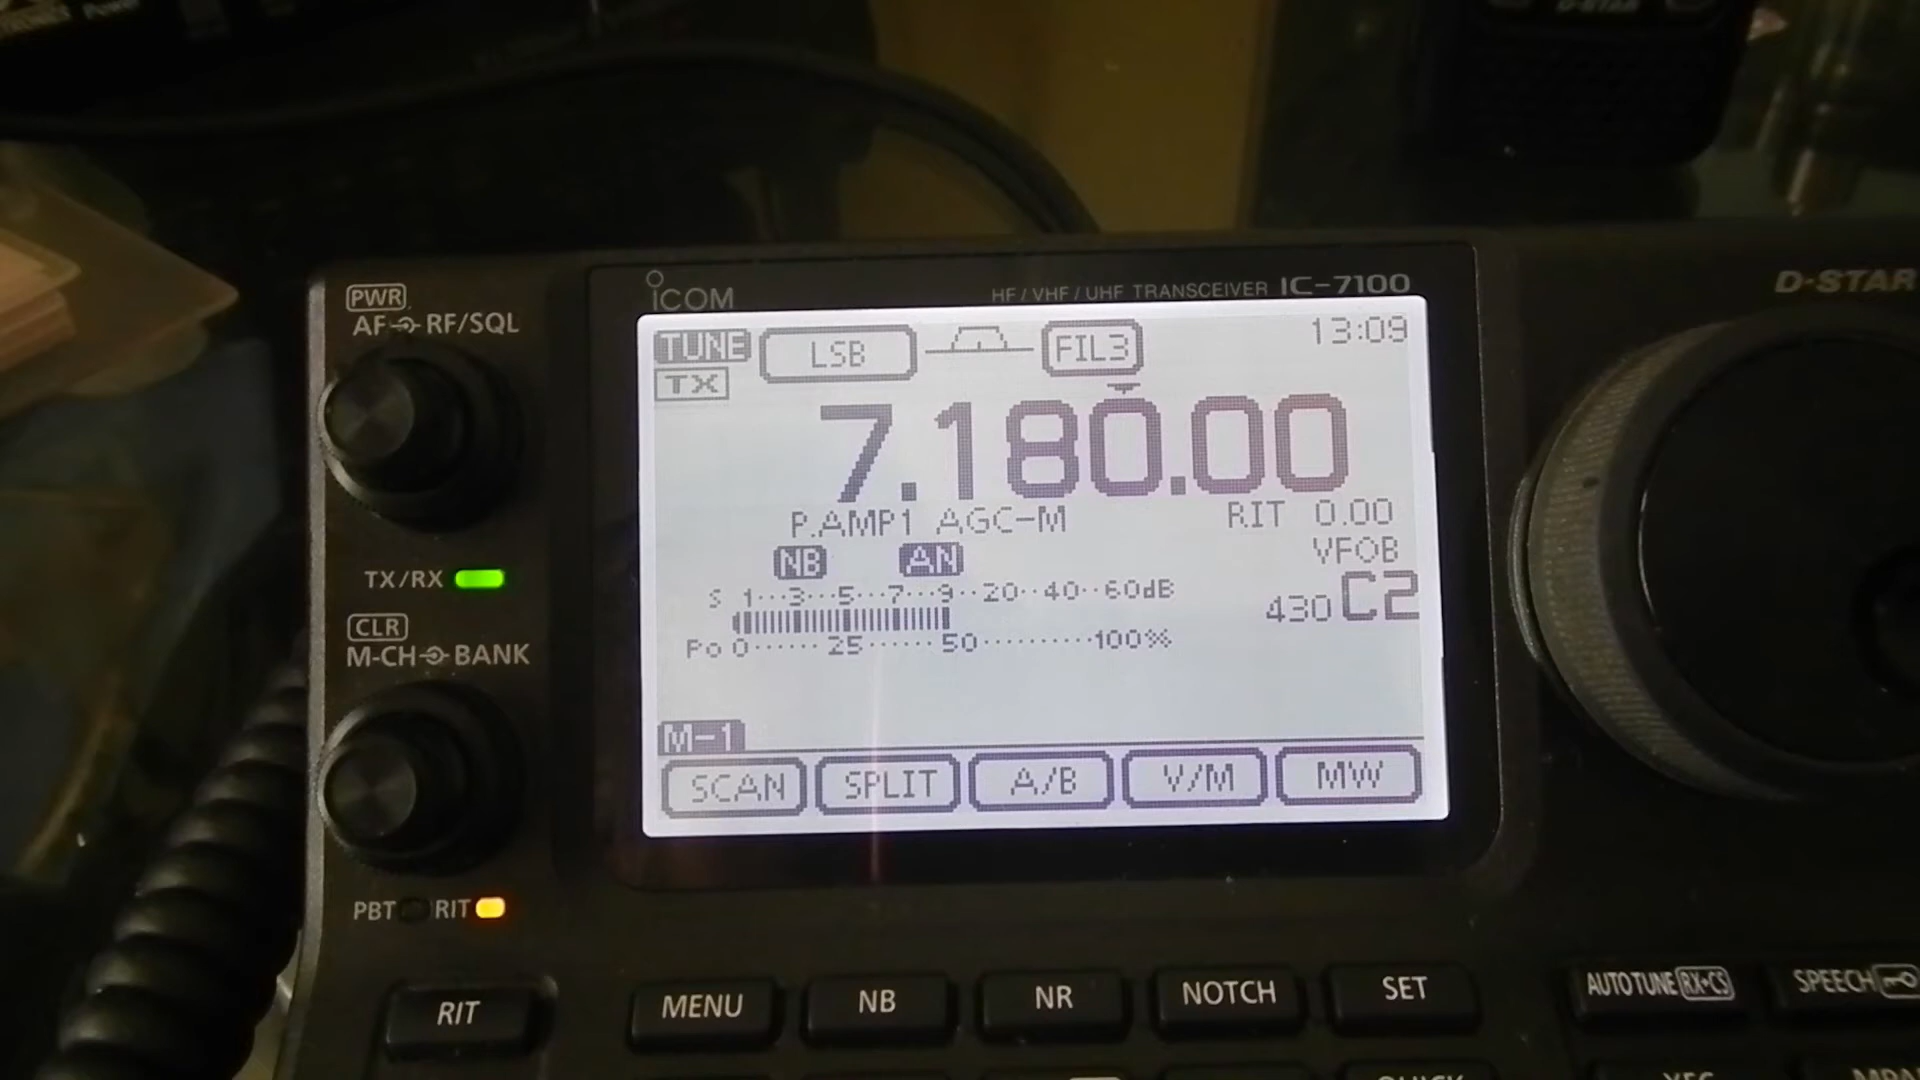 D-STAR
PWR
AF RF/SQL
ICOM
HF/VHF/UHF TRANSCEIVER IC-7100
D-STAR
TUNE LSB FIL3 13:09
TX
7.180.00
P.AMP1 AGC-M RIT 0.00
NB AN VFOB
S 1···3···5···7···9··20··40··60dB
430 C2
Po 0······25······50··········100%
M-1
SCAN SPLIT A/B V/M MW
TX/RX
CLR
M-CH BANK
PBT RIT
RIT MENU NB NR NOTCH SET AUTOTUNE RX→CS SPEECH
QUICK